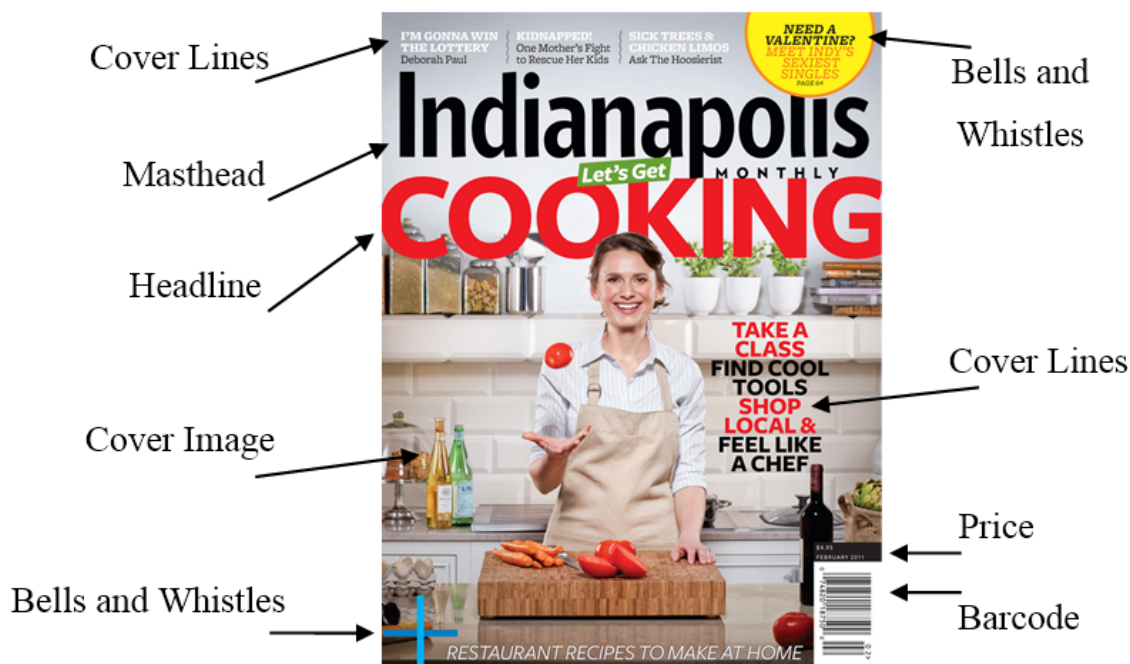 Cover Lines
Masthead
Headline
Cover Image
Bells and Whistles
I'M GONNA WIN
THE LOTTERY
Deborah Paul
KIDNAPPED!
One Mother's Fight
to Rescue Her Kids
SICK TREES &
CHICKEN LIMOS
Ask The Hoosierist
NEED A
VALENTINE?
MEET INDY'S
SEXIEST
SINGLES
PAGE 64
Indianapolis
MONTHLY
Let's Get
COOKING
TAKE A
CLASS
FIND COOL
TOOLS
SHOP
LOCAL &
FEEL LIKE
A CHEF
$4.95
FEBRUARY 2011
RESTAURANT RECIPES TO MAKE AT HOME
Bells and
Whistles
Cover Lines
Price
Barcode